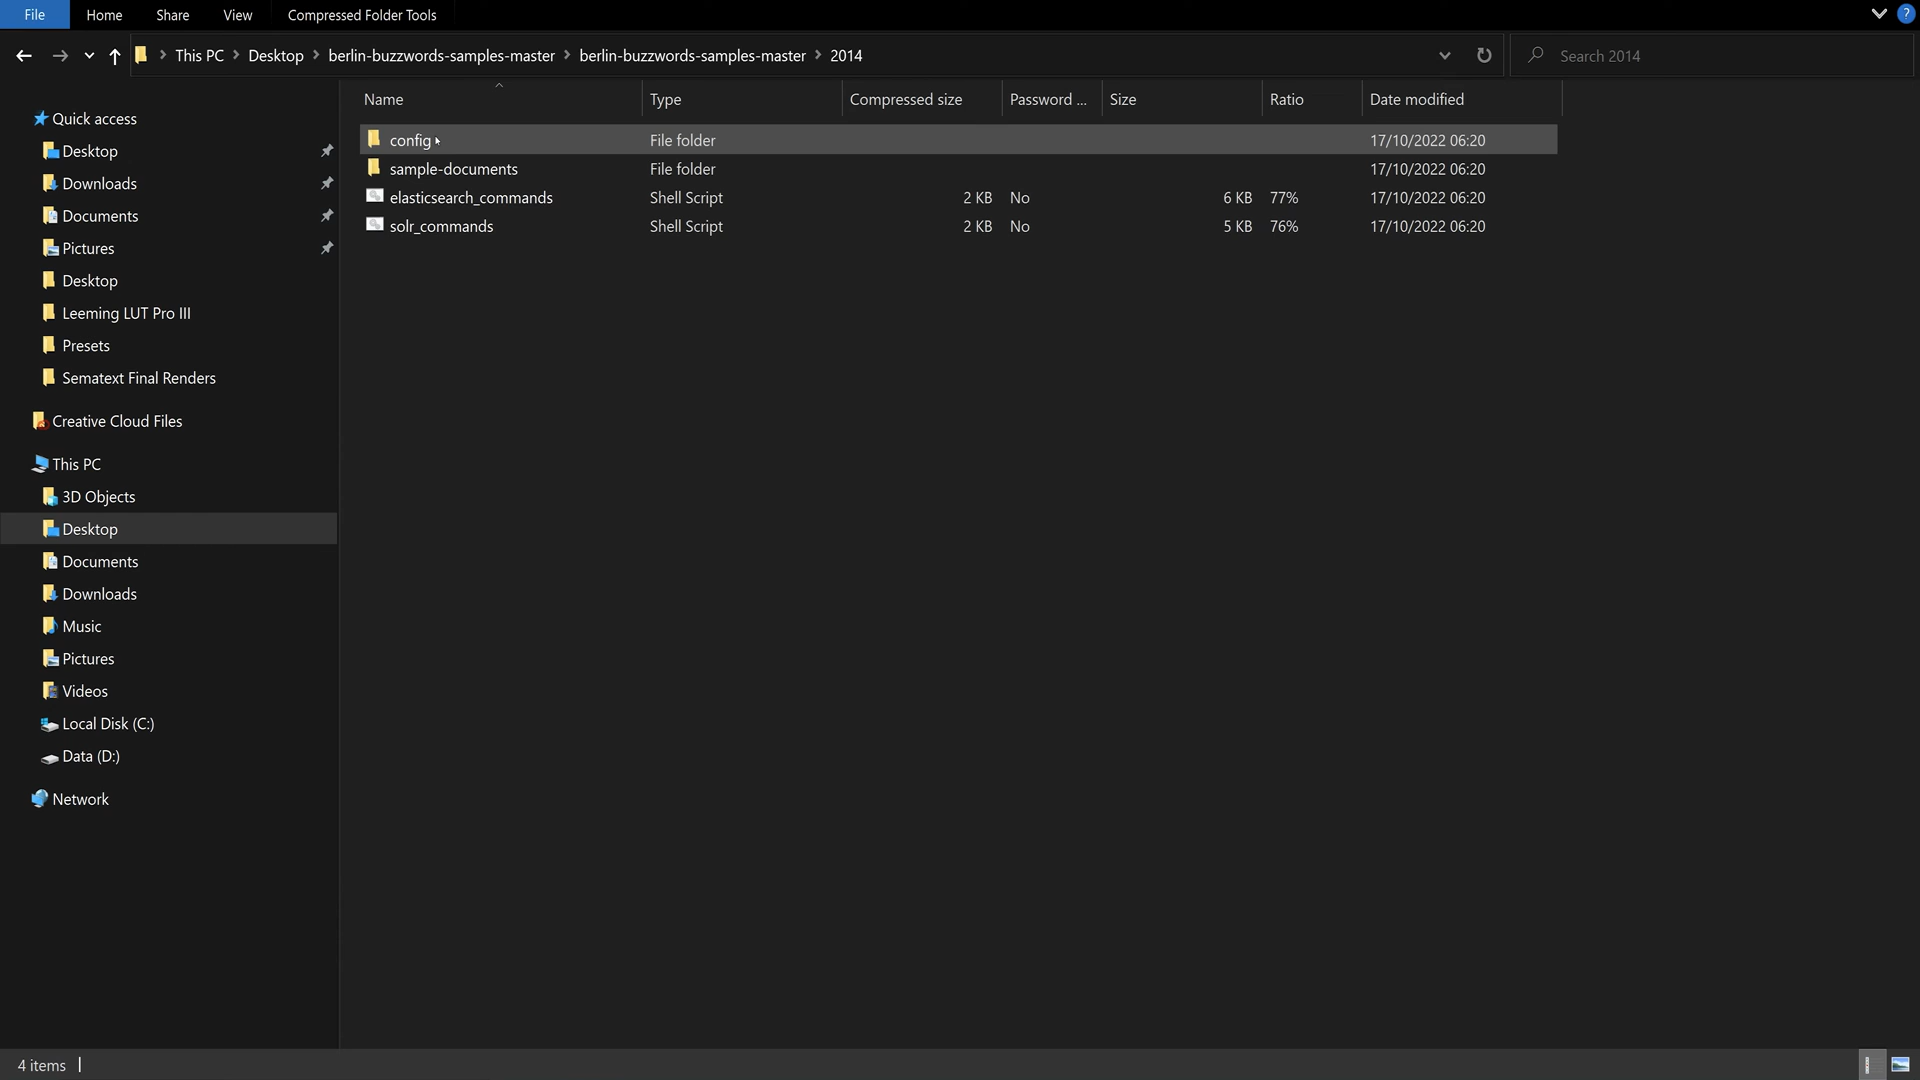 File Home Share View Compressed Folder Tools ?
This PC Desktop berlin-buzzwords-samples-master berlin-buzzwords-samples-master 2014 Search 2014
Name Type Compressed size Password ... Size Ratio Date modified
config File folder 17/10/2022 06:20
sample-documents File folder 17/10/2022 06:20
elasticsearch_commands Shell Script 2 KB No 6 KB 77% 17/10/2022 06:20
solr_commands Shell Script 2 KB No 5 KB 76% 17/10/2022 06:20
Quick access
Desktop
Downloads
Documents
Pictures
Desktop
Leeming LUT Pro III
Presets
Sematext Final Renders
Creative Cloud Files
This PC
3D Objects
Desktop
Documents
Downloads
Music
Pictures
Videos
Local Disk (C:)
Data (D:)
Network
4 items